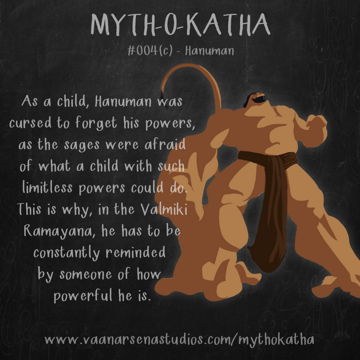 MYTH-O-KATHA
#004(c) - Hanuman
As a child, Hanuman was
cursed to forget his powers,
as the sages were afraid
of what a child with such
limitless powers could do.
This is why, in the Valmiki
Ramayana, he has to be
constantly reminded
by someone of how
powerful he is.
www.vaanarsenastudios.com/mythokatha